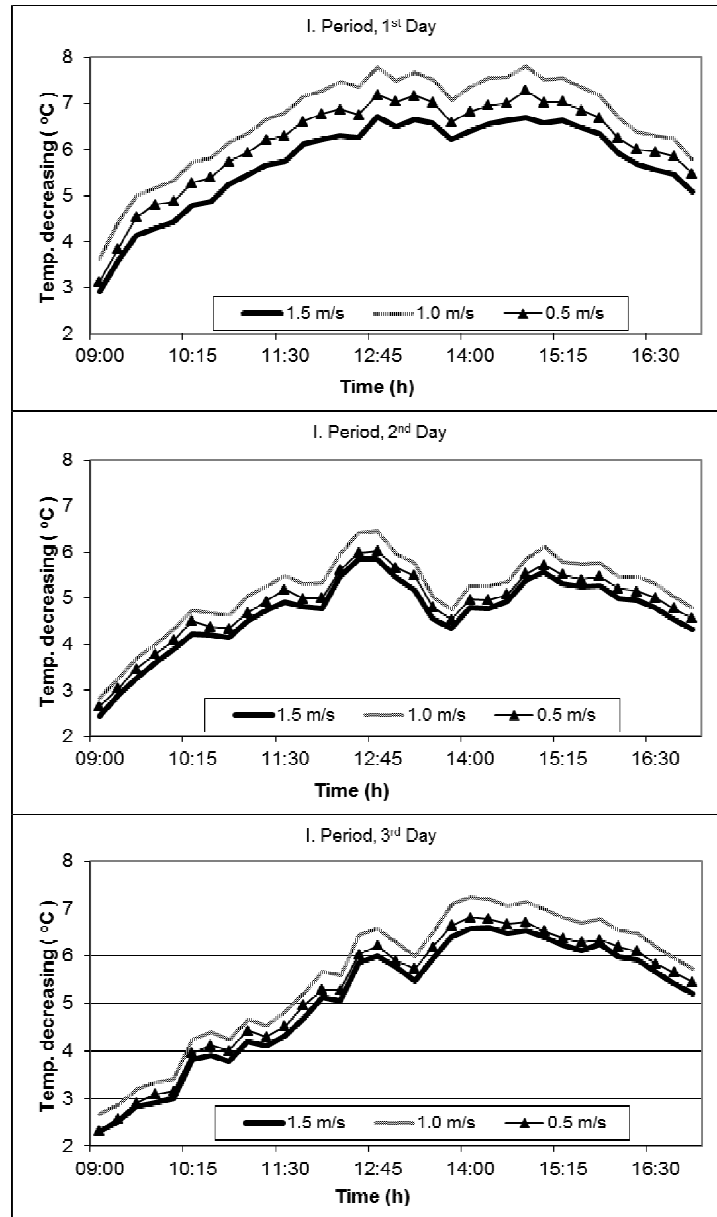 I. Period, 1st Day
Temp. decreasing ( °C )
8
7
6
5
4
3
2
1.5 m/s 1.0 m/s 0.5 m/s
09:00 10:15 11:30 12:45 14:00 15:15 16:30
Time (h)
I. Period, 2nd Day
Temp. decreasing ( °C )
8
7
6
5
4
3
2
1.5 m/s 1.0 m/s 0.5 m/s
09:00 10:15 11:30 12:45 14:00 15:15 16:30
Time (h)
I. Period, 3rd Day
Temp. decreasing ( °C )
8
7
6
5
4
3
2
1.5 m/s 1.0 m/s 0.5 m/s
09:00 10:15 11:30 12:45 14:00 15:15 16:30
Time (h)